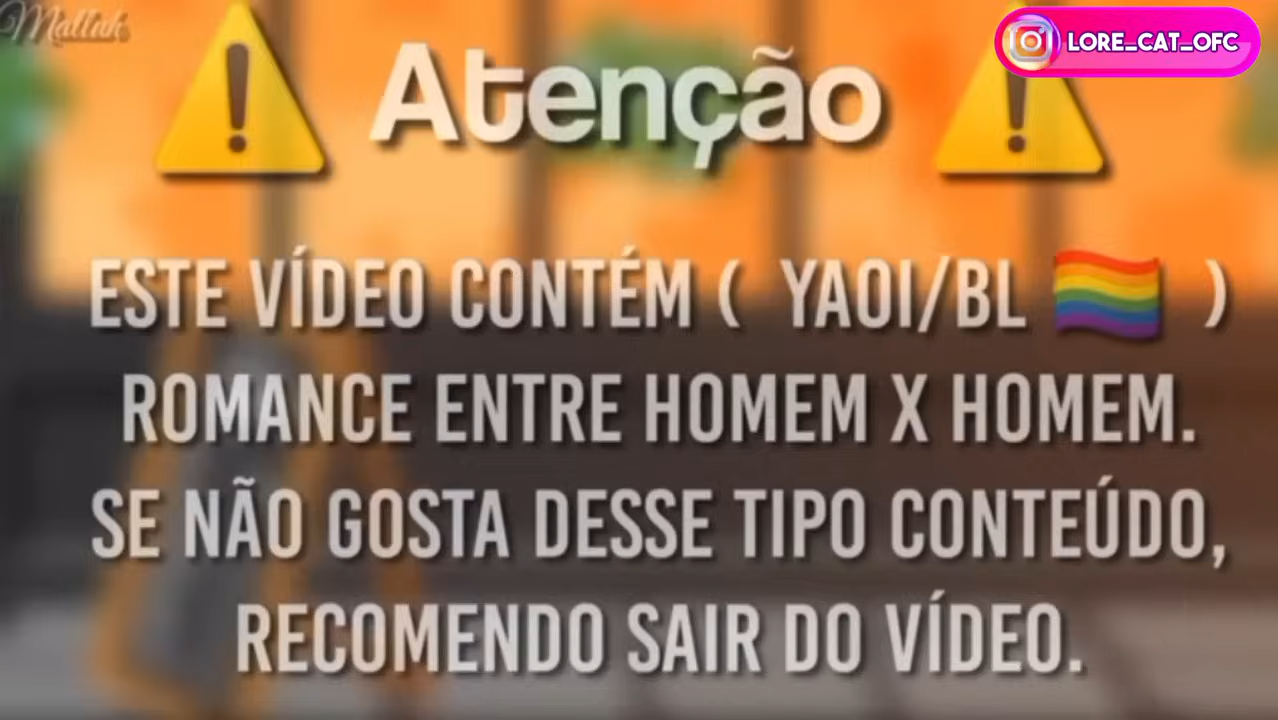 Malluk
LORE_CAT_OFC
Atenção
ESTE VÍDEO CONTÉM ( YAOI/BL 🏳️‍🌈 )
ROMANCE ENTRE HOMEM X HOMEM.
SE NÃO GOSTA DESSE TIPO CONTEÚDO,
RECOMENDO SAIR DO VÍDEO.